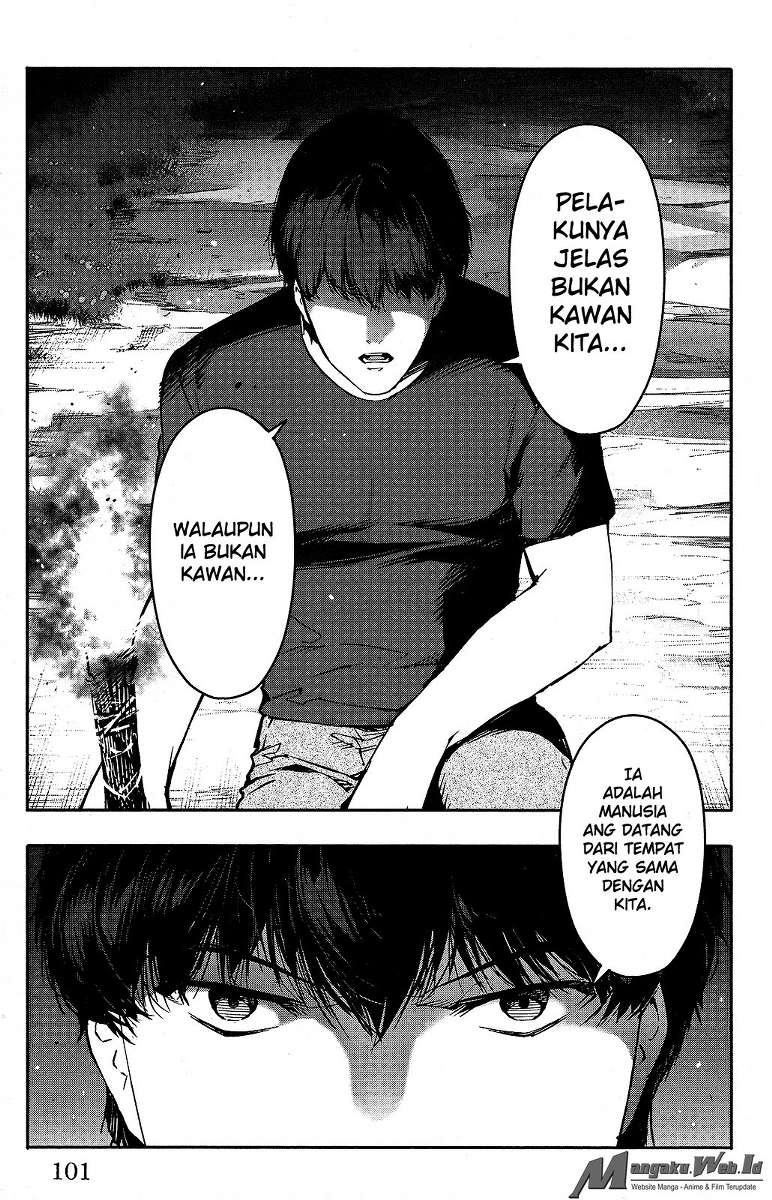 PELA-
KUNYA
JELAS
BUKAN
KAWAN
KITA...
WALAUPUN
IA BUKAN
KAWAN...
IA
ADALAH
MANUSIA
ANG DATANG
DARI TEMPAT
YANG SAMA
DENGAN
KITA.
101
Mangaku.Web.Id
Website Manga - Anime & Film Terupdate